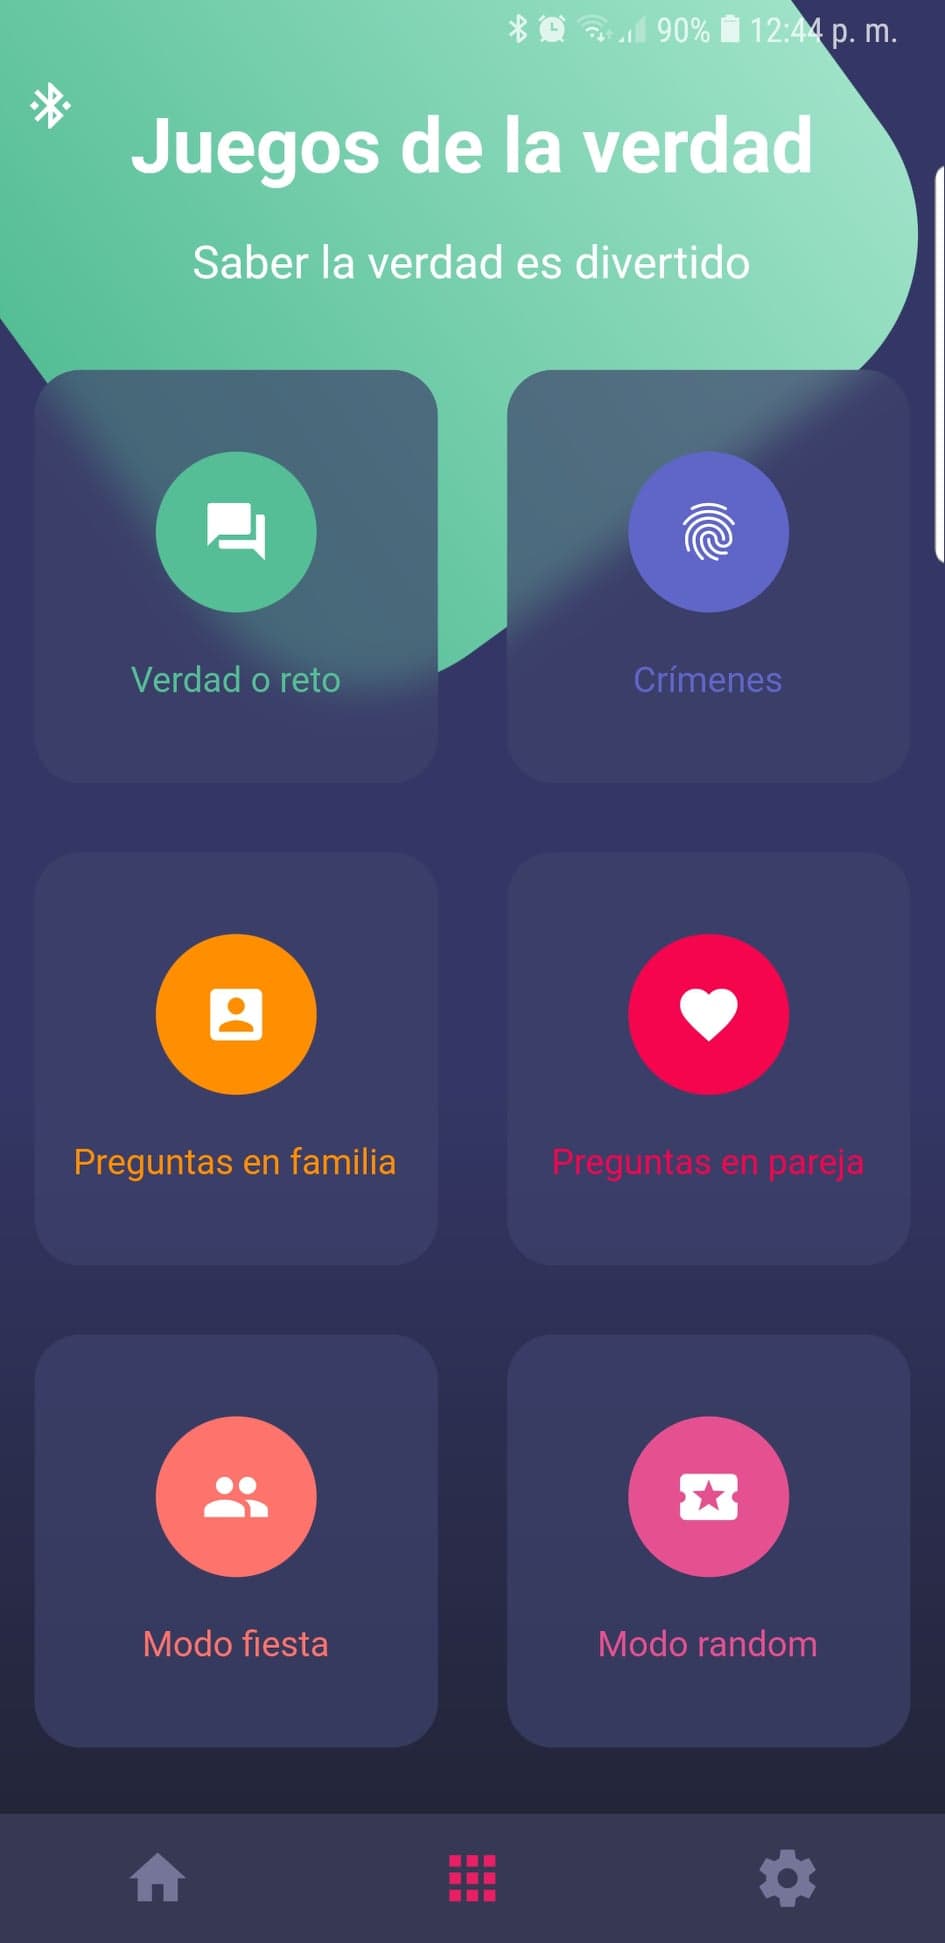 90% 12:44 p. m.
Juegos de la verdad
Saber la verdad es divertido
Verdad o reto
Crímenes
Preguntas en familia
Preguntas en pareja
Modo fiesta
Modo random